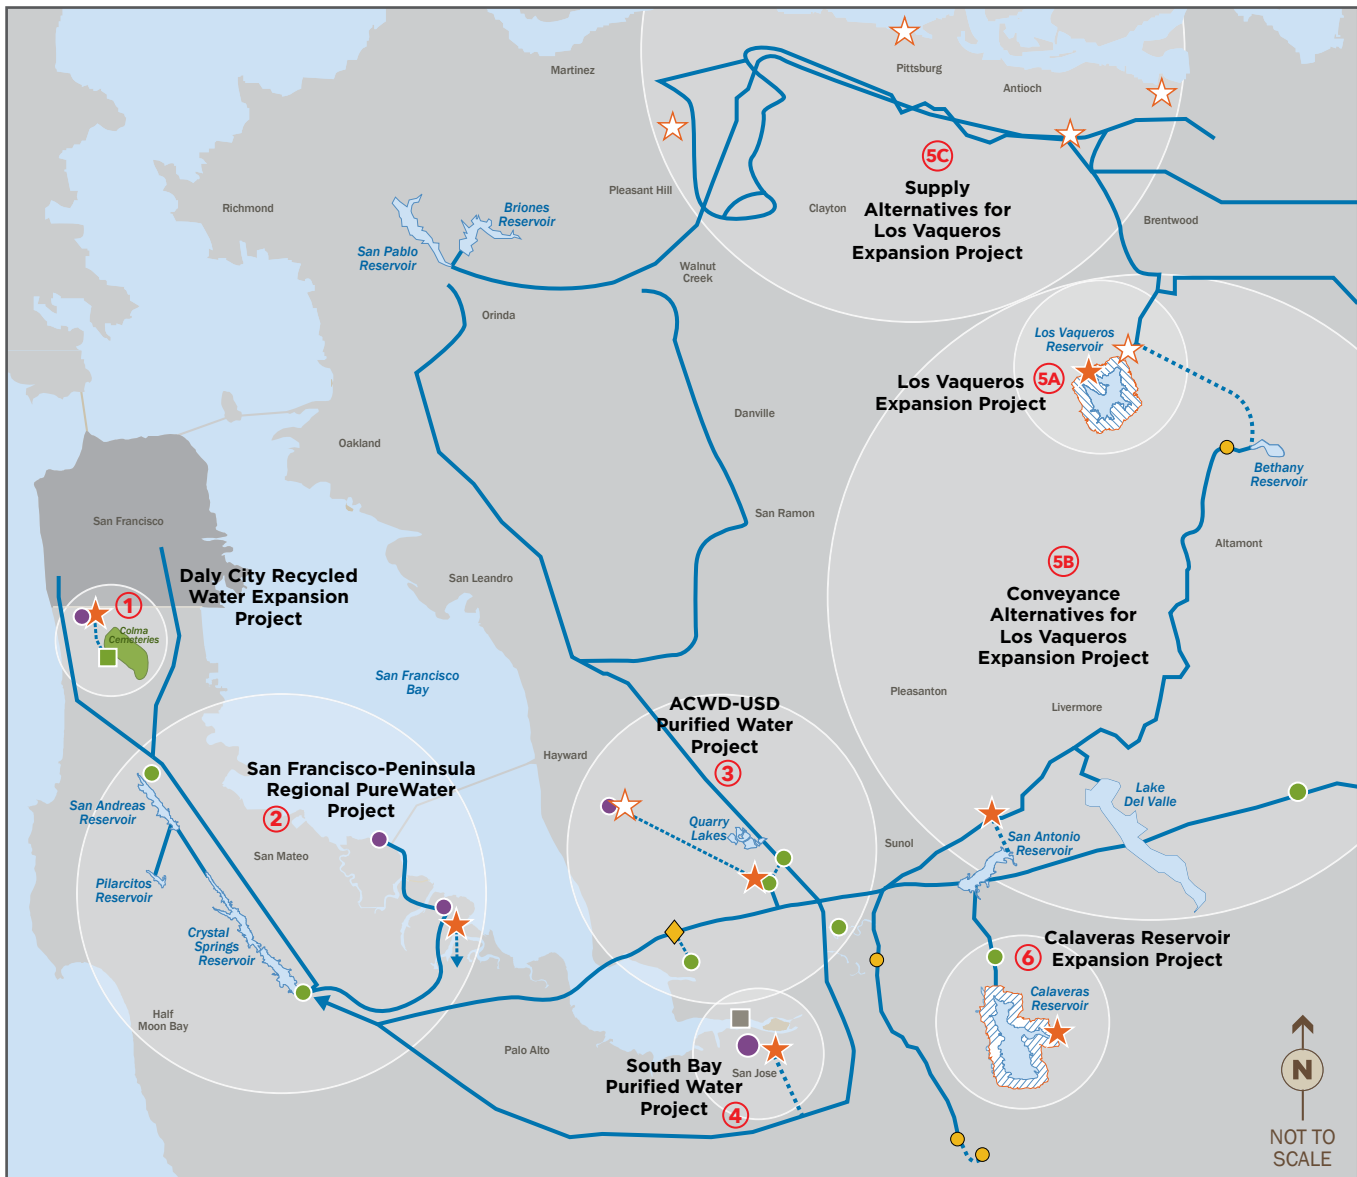 Martinez
Pittsburg
Antioch
5C
Supply
Alternatives for
Los Vaqueros
Expansion Project
Pleasant Hill
Clayton
Richmond
Briones
Reservoir
San Pablo
Reservoir
Brentwood
Walnut
Creek
Orinda
Los Vaqueros
Reservoir
5A
Los Vaqueros
Expansion Project
Danville
Oakland
Bethany
Reservoir
San Francisco
San Ramon
Altamont
5B
Conveyance
Alternatives for
Los Vaqueros
Expansion Project
San Leandro
Daly City Recycled
Water Expansion
Project
1
Colma
Cemeteries
San Francisco
Bay
Pleasanton
Livermore
ACWD-USD
Purified Water
Project
3
Hayward
San Francisco-Peninsula
Regional PureWater
Project
2
San Andreas
Reservoir
San Mateo
Quarry
Lakes
Sunol
Lake
Del Valle
San Antonio
Reservoir
Pilarcitos
Reservoir
Crystal
Springs
Reservoir
6
Calaveras Reservoir
Expansion Project
Calaveras
Reservoir
Half
Moon Bay
Palo Alto
South Bay
Purified Water
Project
4
San Jose
N
NOT TO
SCALE